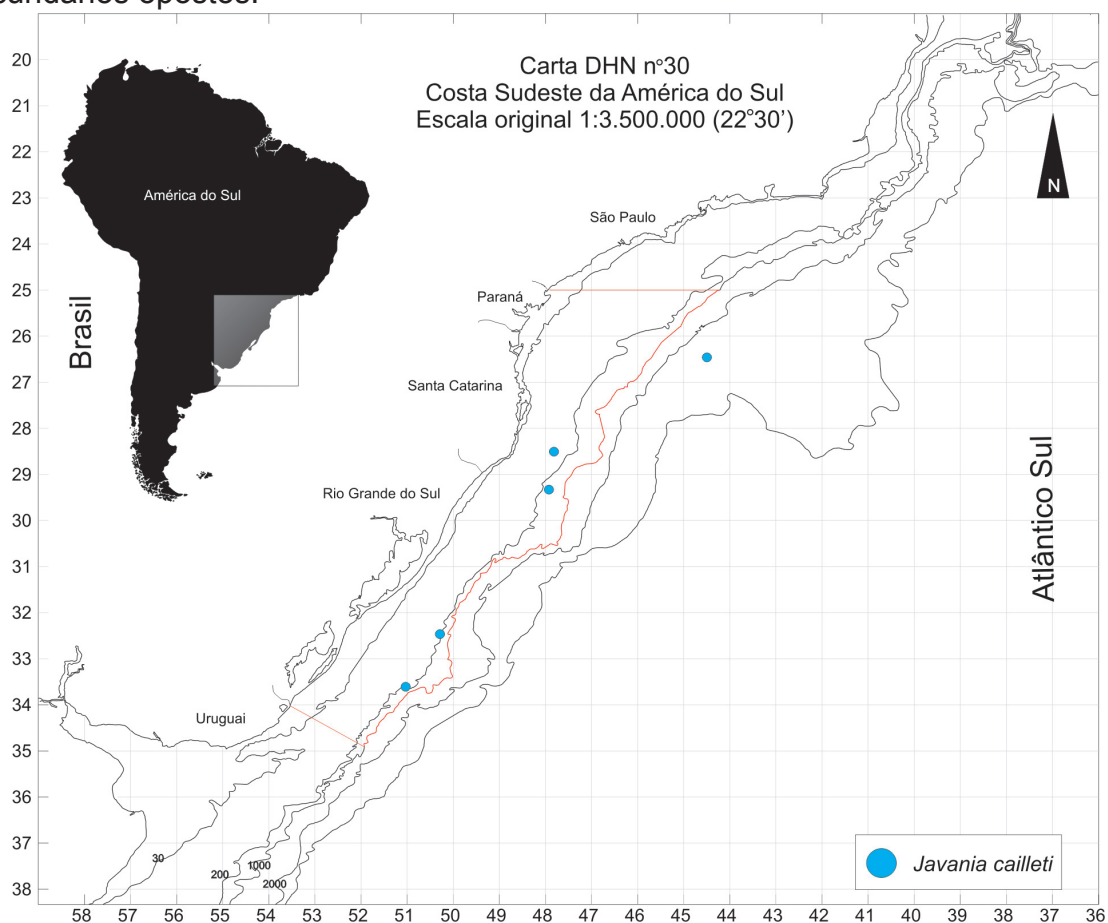 cundários opostos.
Carta DHN n°30
Costa Sudeste da América do Sul
Escala original 1:3.500.000 (22°30’)
América do Sul
Brasil
São Paulo
Paraná
Santa Catarina
Rio Grande do Sul
Uruguai
Atlântico Sul
N
20
21
22
23
24
25
26
27
28
29
30
31
32
33
34
35
36
37
38
30
200
1000
2000
Javania cailleti
58 57 56 55 54 53 52 51 50 49 48 47 46 45 44 43 42 41 40 39 38 37 36